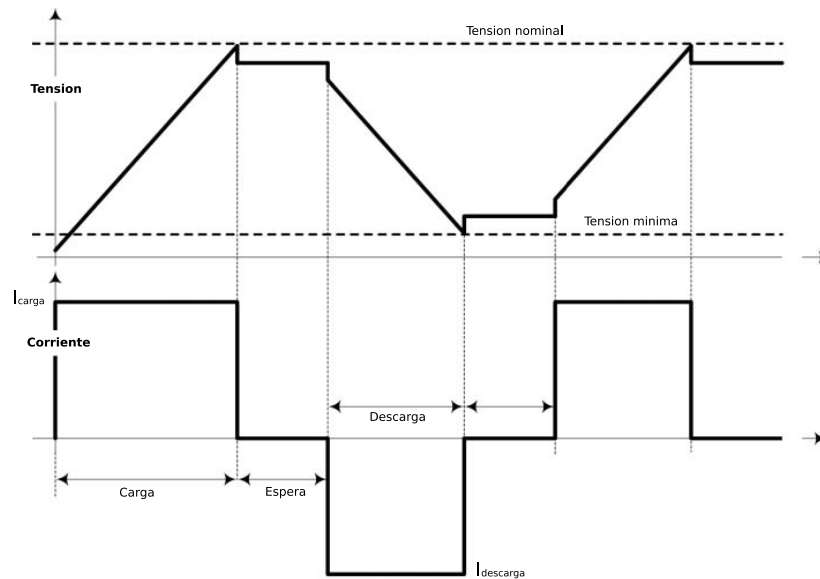 Tension nominal
Tension
Tension minima
Icarga
Corriente
Descarga
Carga
Espera
Idescarga